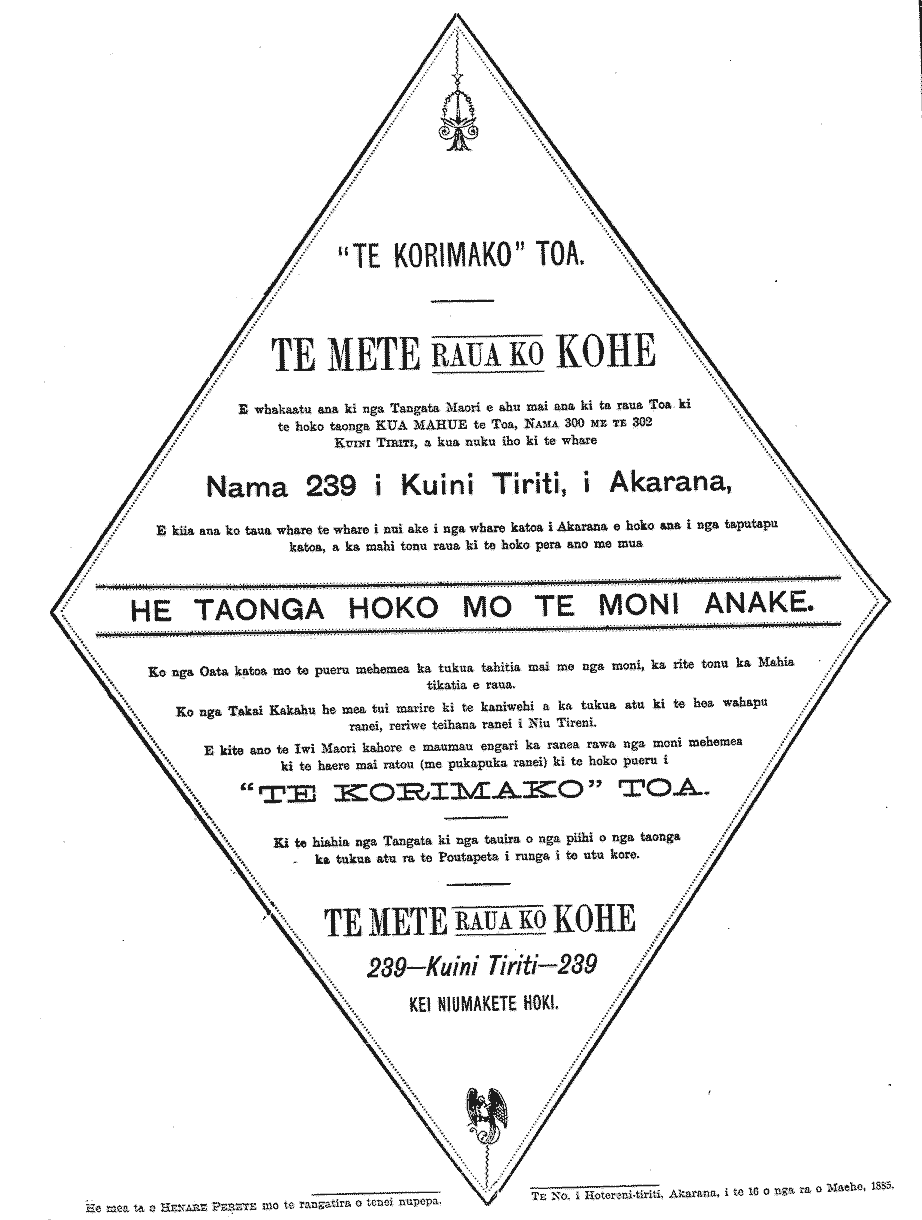 “TE KORIMAKO” TOA.
TE METE RAUA KO KOHE
E whakaatu ana ki nga Tangata Maori e ahu mai ana ki ta raua Toa ki
te hoko taonga KUA MAHUE te Toa, NAMA 300 ME TE 302
KUINI TIRITI, a kua nuku iho ki te whare
Nama 239 i Kuini Tiriti, i Akarana,
E kiia ana ko taua whare te whare i nui ake i nga whare katoa i Akarana e hoko ana i nga taputapu
katoa, a ka mahi tonu raua ki te hoko pera ano me mua
HE TAONGA HOKO MO TE MONI ANAKE.
Ko nga Oata katoa mo te pueru mehemea ka tukua tahitia mai me nga moni, ka rite tonu ka Mahia
tikatia e raua.
Ko nga Takai Kakahu he mea tui marire ki te kaniwehi a ka tukua atu ki te hea wahapu
ranei, reriwe teihana ranei i Niu Tireni.
E kite ano te Iwi Maori kahore e maumau engari ka ranea rawa nga moni mehemea
ki te haere mai ratou (me pukapuka ranei) ki te hoko pueru i
“TE KORIMAKO” TOA.
Ki te hiahia nga Tangata ki nga tauira o nga piihi o nga taonga
ka tukua atu ra te Poutapeta i runga i te utu kore.
TE METE RAUA KO KOHE
239—Kuini Tiriti—239
KEI NIUMAKETE HOKI.
He mea ta e HENARE PERETE mo te rangatira o tenei nupepa.
TE No. i Hotereni-tiriti, Akarana, i te 16 o nga ra o Maehe, 1885.